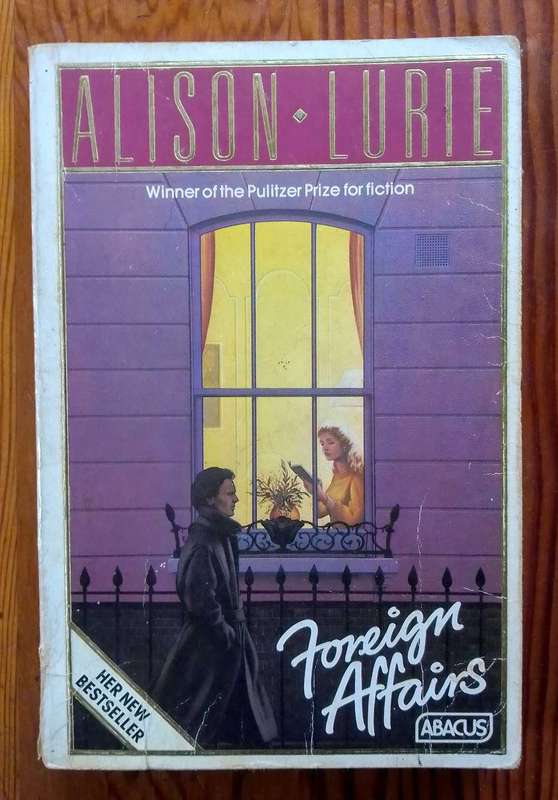 ALISON · LURIE
Winner of the Pulitzer Prize for fiction
Foreign
Affairs
HER NEW
BESTSELLER
ABACUS